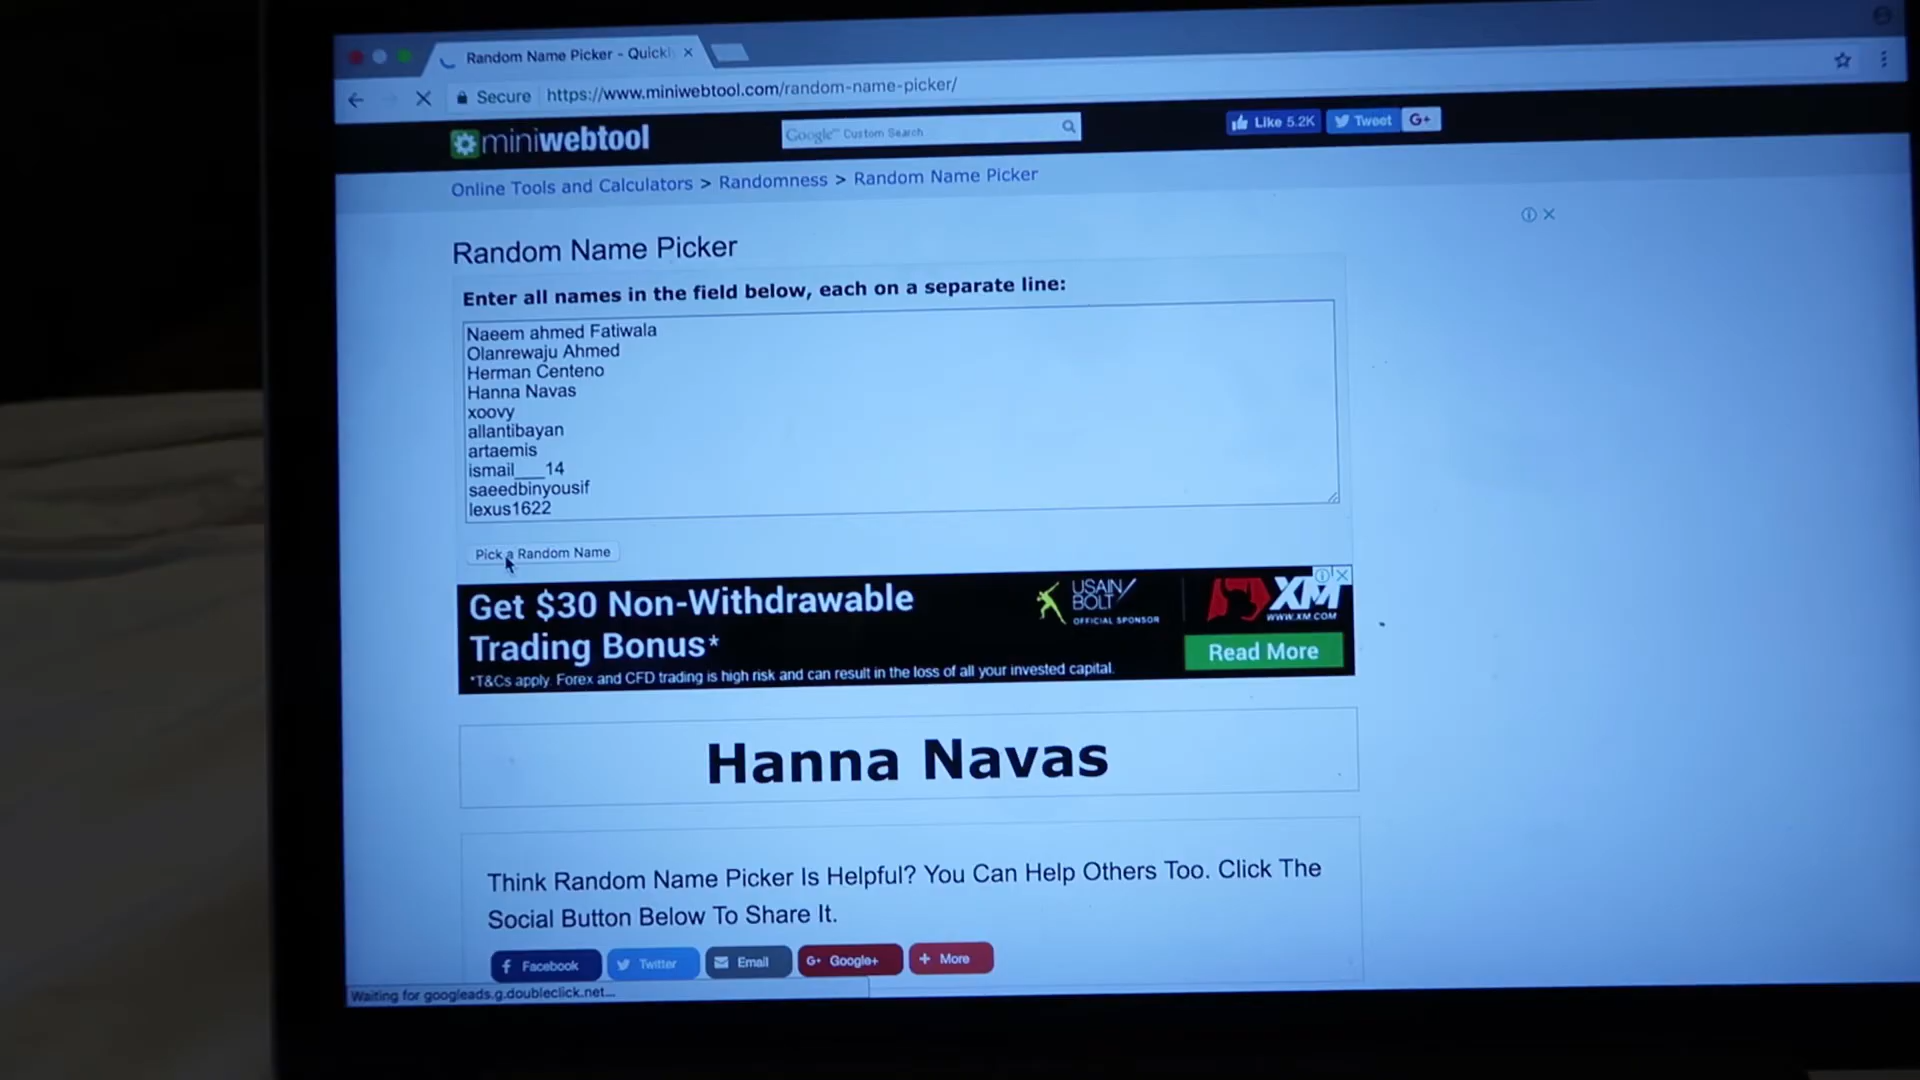 Random Name Picker - Quickl
Secure https://www.miniwebtool.com/random-name-picker/
miniwebtool
Google™ Custom Search
Like 5.2K
Tweet
G+
Online Tools and Calculators > Randomness > Random Name Picker
Random Name Picker
Enter all names in the field below, each on a separate line:
Naeem ahmed Fatiwala
Olanrewaju Ahmed
Herman Centeno
Hanna Navas
xoovy
allantibayan
artaemis
ismail___14
saeedbinyousif
lexus1622
Pick a Random Name
Get $30 Non-Withdrawable
Trading Bonus*
*T&Cs apply. Forex and CFD trading is high risk and can result in the loss of all your invested capital.
USAIN
BOLT
OFFICIAL SPONSOR
XM
WWW.XM.COM
Read More
Hanna Navas
Think Random Name Picker Is Helpful? You Can Help Others Too. Click The
Social Button Below To Share It.
Facebook
Twitter
Email
G+ Google+
+ More
Waiting for googleads.g.doubleclick.net...